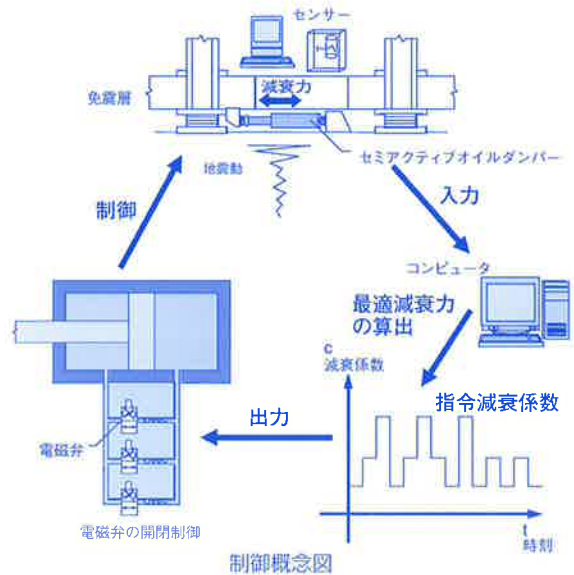 センサー
減衰力
免震層
セミアクティブオイルダンパー
地震動
制御
入力
コンピュータ
最適減衰力
の算出
c
減衰係数
指令減衰係数
出力
電磁弁
電磁弁の開閉制御
t
時刻
制御概念図